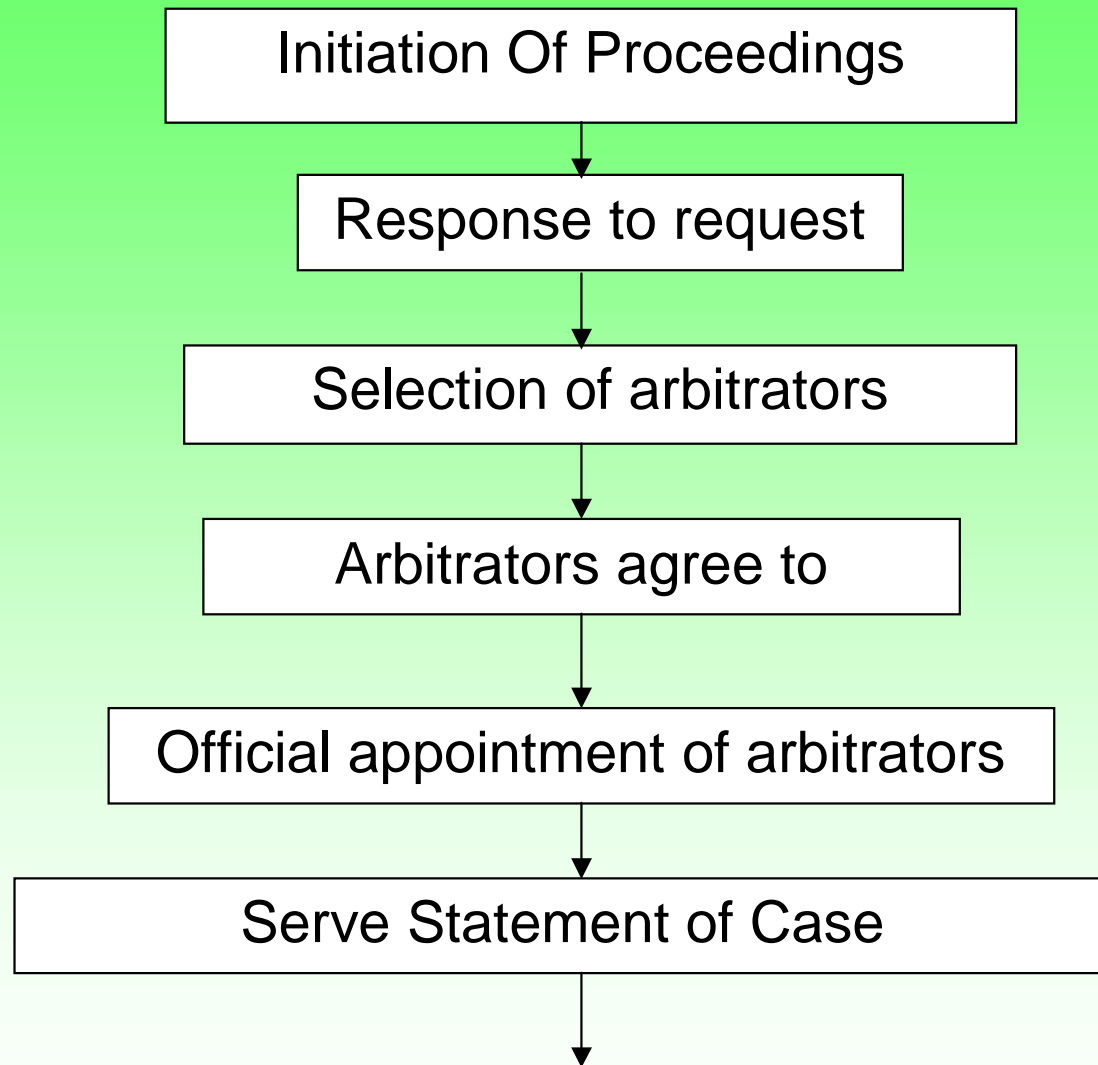 Initiation Of Proceedings
Response to request
Selection of arbitrators
Arbitrators agree to
Official appointment of arbitrators
Serve Statement of Case